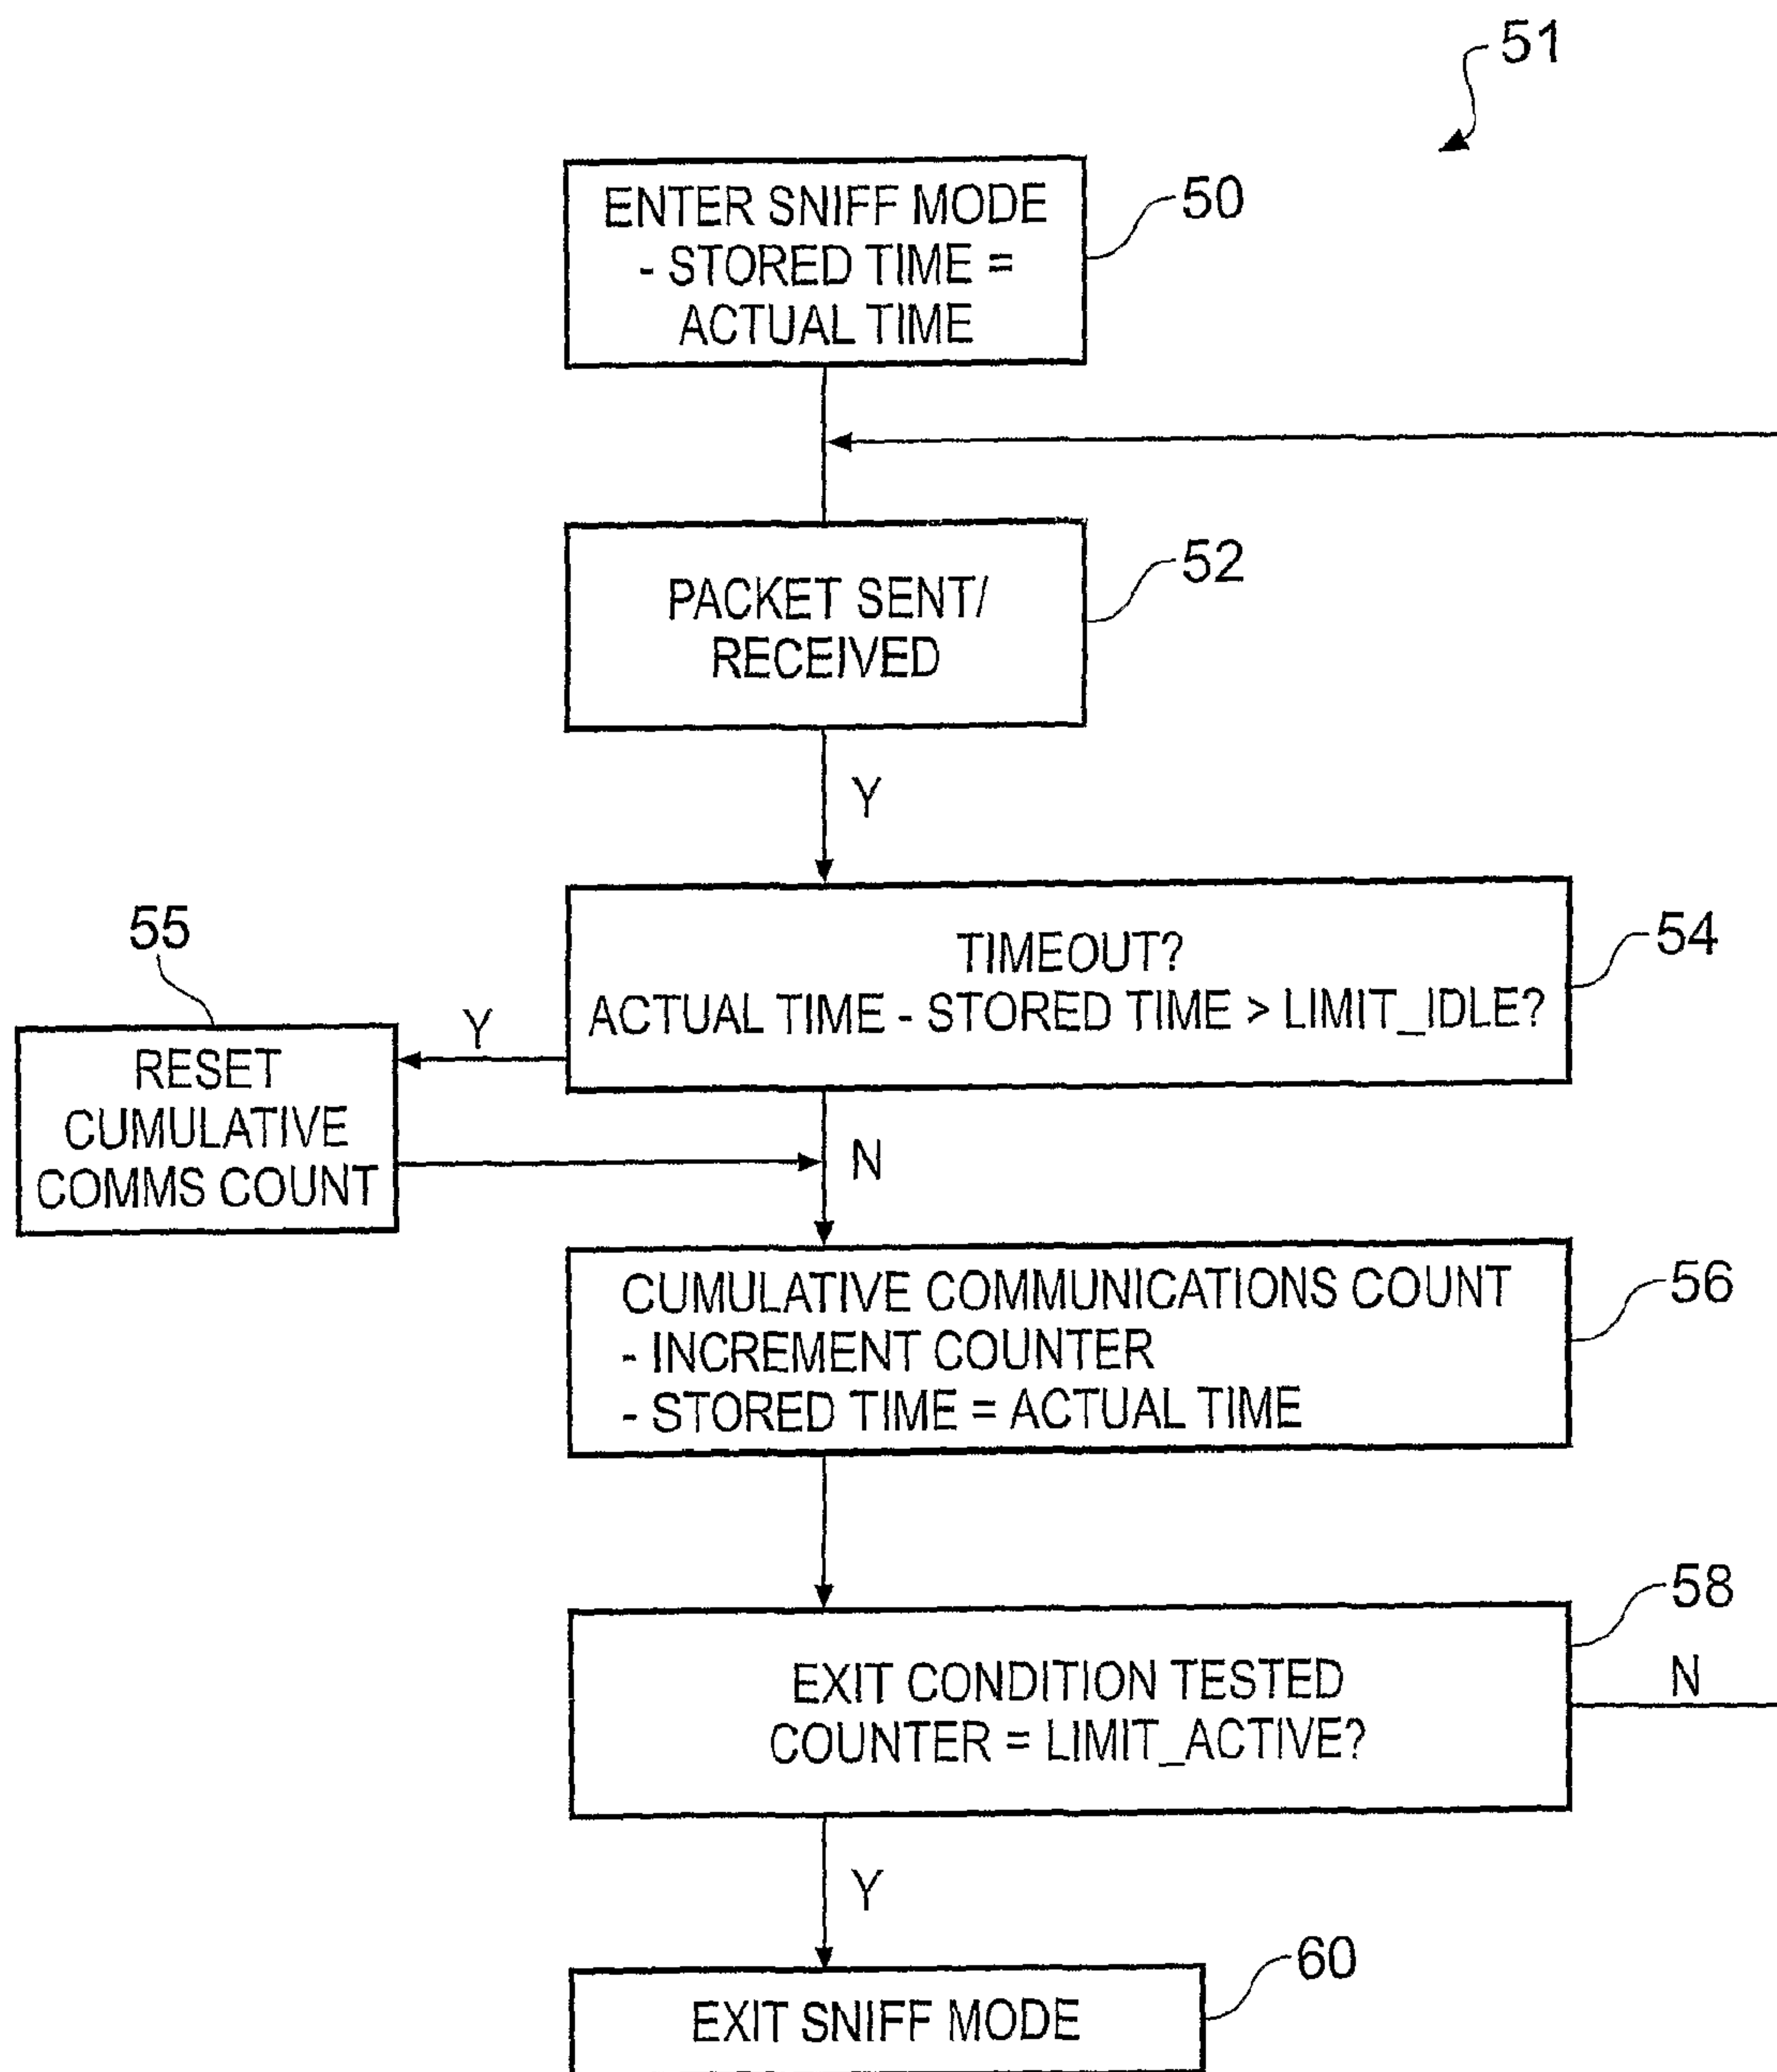 51
ENTER SNIFF MODE
- STORED TIME =
ACTUAL TIME
50
PACKET SENT/
RECEIVED
52
Y
TIMEOUT?
ACTUAL TIME - STORED TIME > LIMIT_IDLE?
54
55
Y
RESET
CUMULATIVE
COMMS COUNT
N
CUMULATIVE COMMUNICATIONS COUNT
- INCREMENT COUNTER
- STORED TIME = ACTUAL TIME
56
EXIT CONDITION TESTED
COUNTER = LIMIT_ACTIVE?
58
N
Y
EXIT SNIFF MODE
60